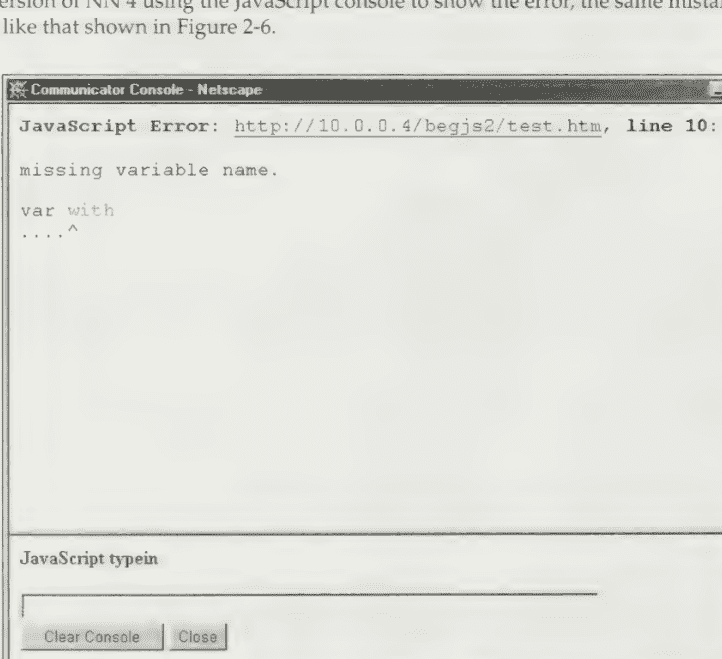 ersion of NN 4 using the JavaScript console to show the error, the same mista
like that shown in Figure 2-6.
Communicator Console - Netscape
JavaScript Error: http://10.0.0.4/begjs2/test.htm, line 10:
missing variable name.
var with
....^
JavaScript typein
Clear Console Close